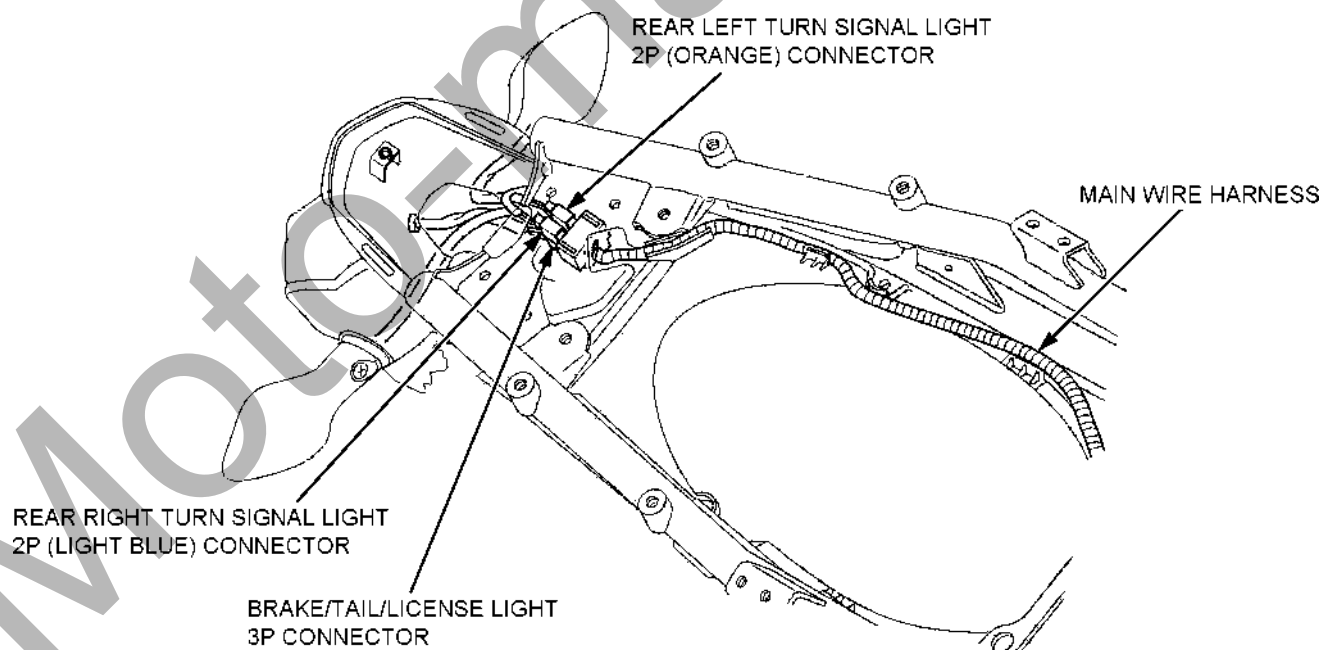 REAR LEFT TURN SIGNAL LIGHT
2P (ORANGE) CONNECTOR
MAIN WIRE HARNESS
REAR RIGHT TURN SIGNAL LIGHT
2P (LIGHT BLUE) CONNECTOR
BRAKE/TAIL/LICENSE LIGHT
3P CONNECTOR